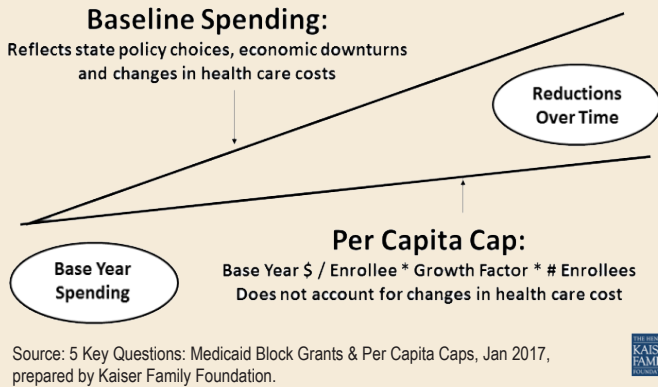 Baseline Spending:
Reflects state policy choices, economic downturns
and changes in health care costs
Reductions
Over Time
Base Year
Spending
Per Capita Cap:
Base Year $ / Enrollee * Growth Factor * # Enrollees
Does not account for changes in health care cost
Source: 5 Key Questions: Medicaid Block Grants & Per Capita Caps, Jan 2017,
prepared by Kaiser Family Foundation.